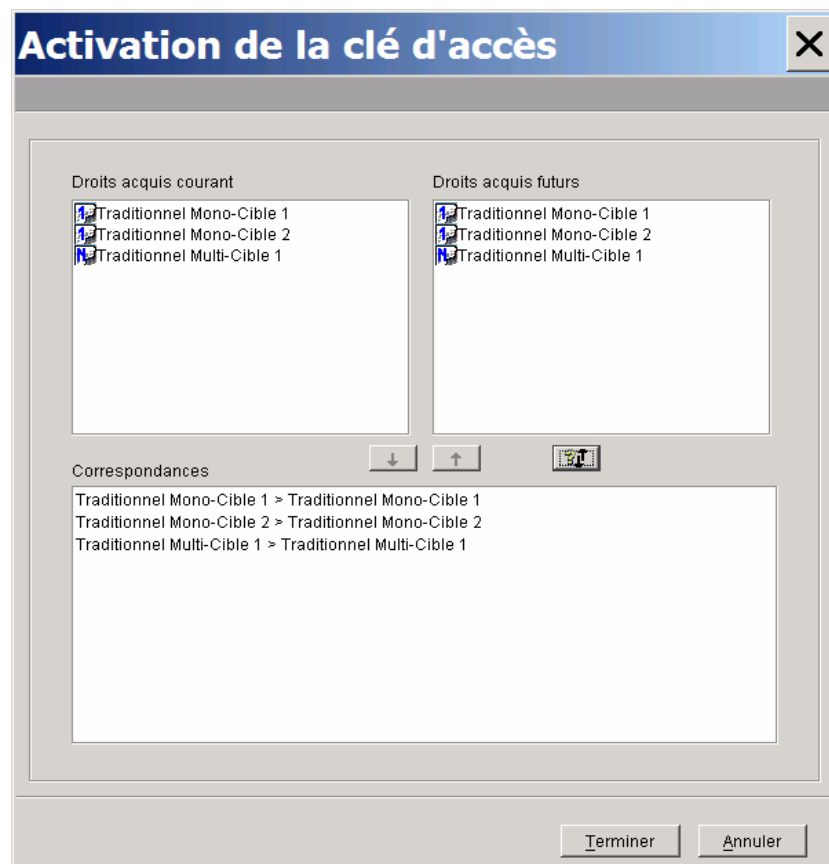 Activation de la clé d'accès
Droits acquis courant
Traditionnel Mono-Cible 1
Traditionnel Mono-Cible 2
Traditionnel Multi-Cible 1
Droits acquis futurs
Traditionnel Mono-Cible 1
Traditionnel Mono-Cible 2
Traditionnel Multi-Cible 1
Correspondances
Traditionnel Mono-Cible 1 > Traditionnel Mono-Cible 1
Traditionnel Mono-Cible 2 > Traditionnel Mono-Cible 2
Traditionnel Multi-Cible 1 > Traditionnel Multi-Cible 1
Terminer
Annuler